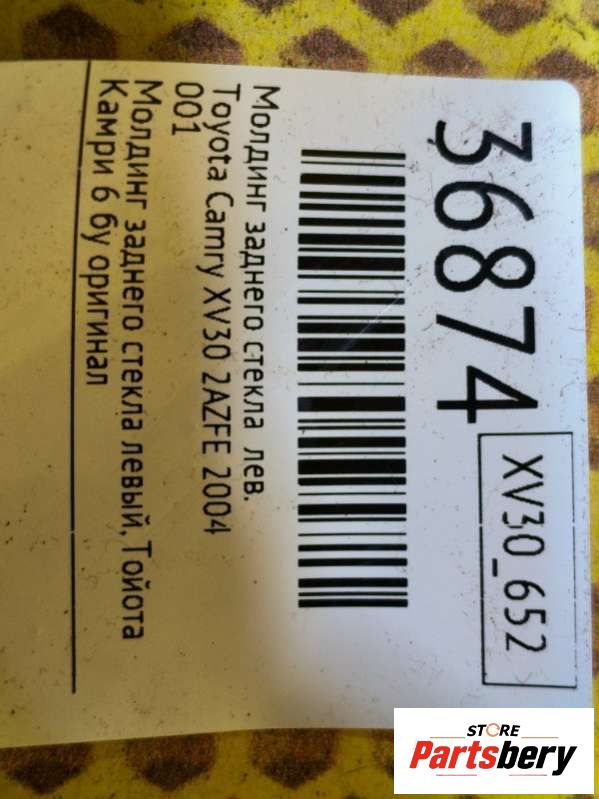 36874
XV30_652
Молдинг заднего стекла лев.
Toyota Camry XV30 2AZFE 2004
001
Молдинг заднего стекла левый, Тойота
Камри 6 бу оригинал
STORE
Partsbery